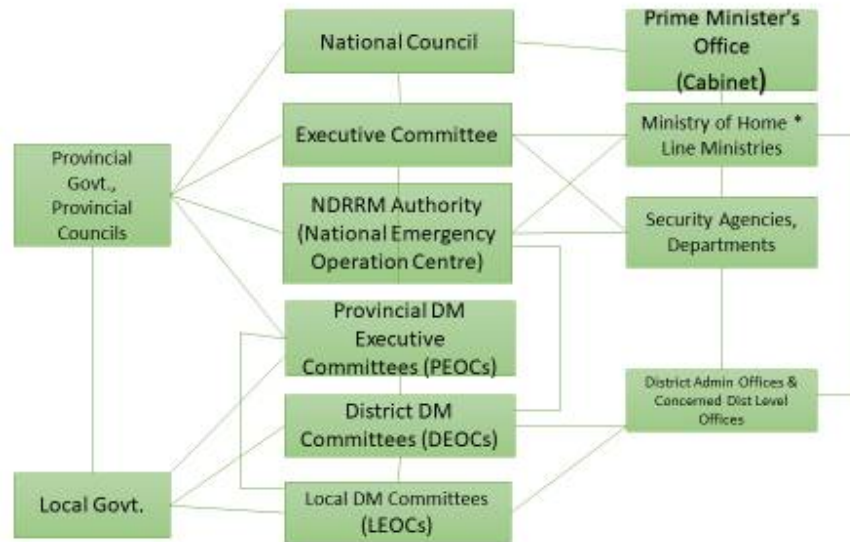 National Council
Prime Minister's
Office
(Cabinet)
Executive Committee
Ministry of Home *
Line Ministries
Provincial
Govt.,
Provincial
Councils
NDRRM Authority
(National Emergency
Operation Centre)
Security Agencies,
Departments
Provincial DM
Executive
Committees (PEOCs)
District DM
Committees (DEOCs)
District Admin Offices &
Concerned Dist Level
Offices
Local Govt.
Local DM Committees
(LEOCs)